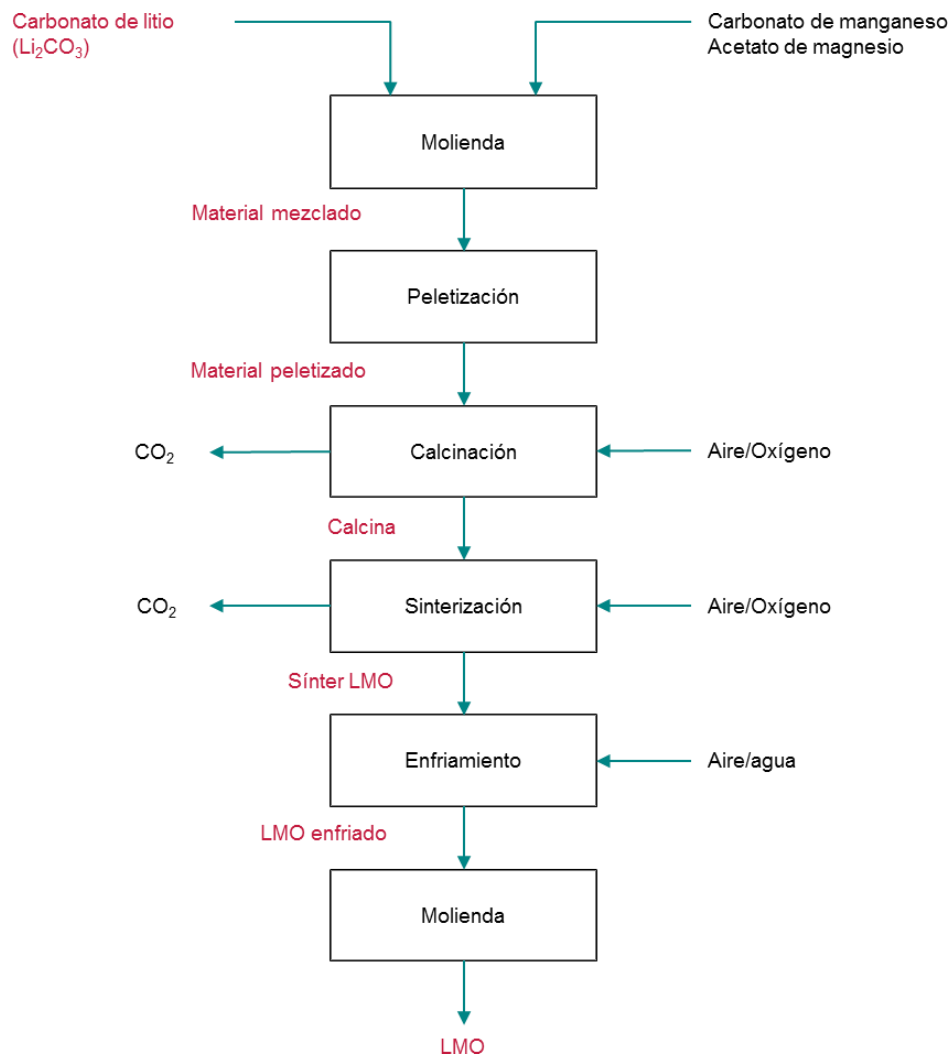 Carbonato de litio
(Li₂CO₃)
Carbonato de manganeso
Acetato de magnesio
Molienda
Material mezclado
Peletización
Material peletizado
CO₂
Calcinación
Aire/Oxígeno
Calcina
CO₂
Sinterización
Aire/Oxígeno
Sínter LMO
Enfriamiento
Aire/agua
LMO enfriado
Molienda
LMO